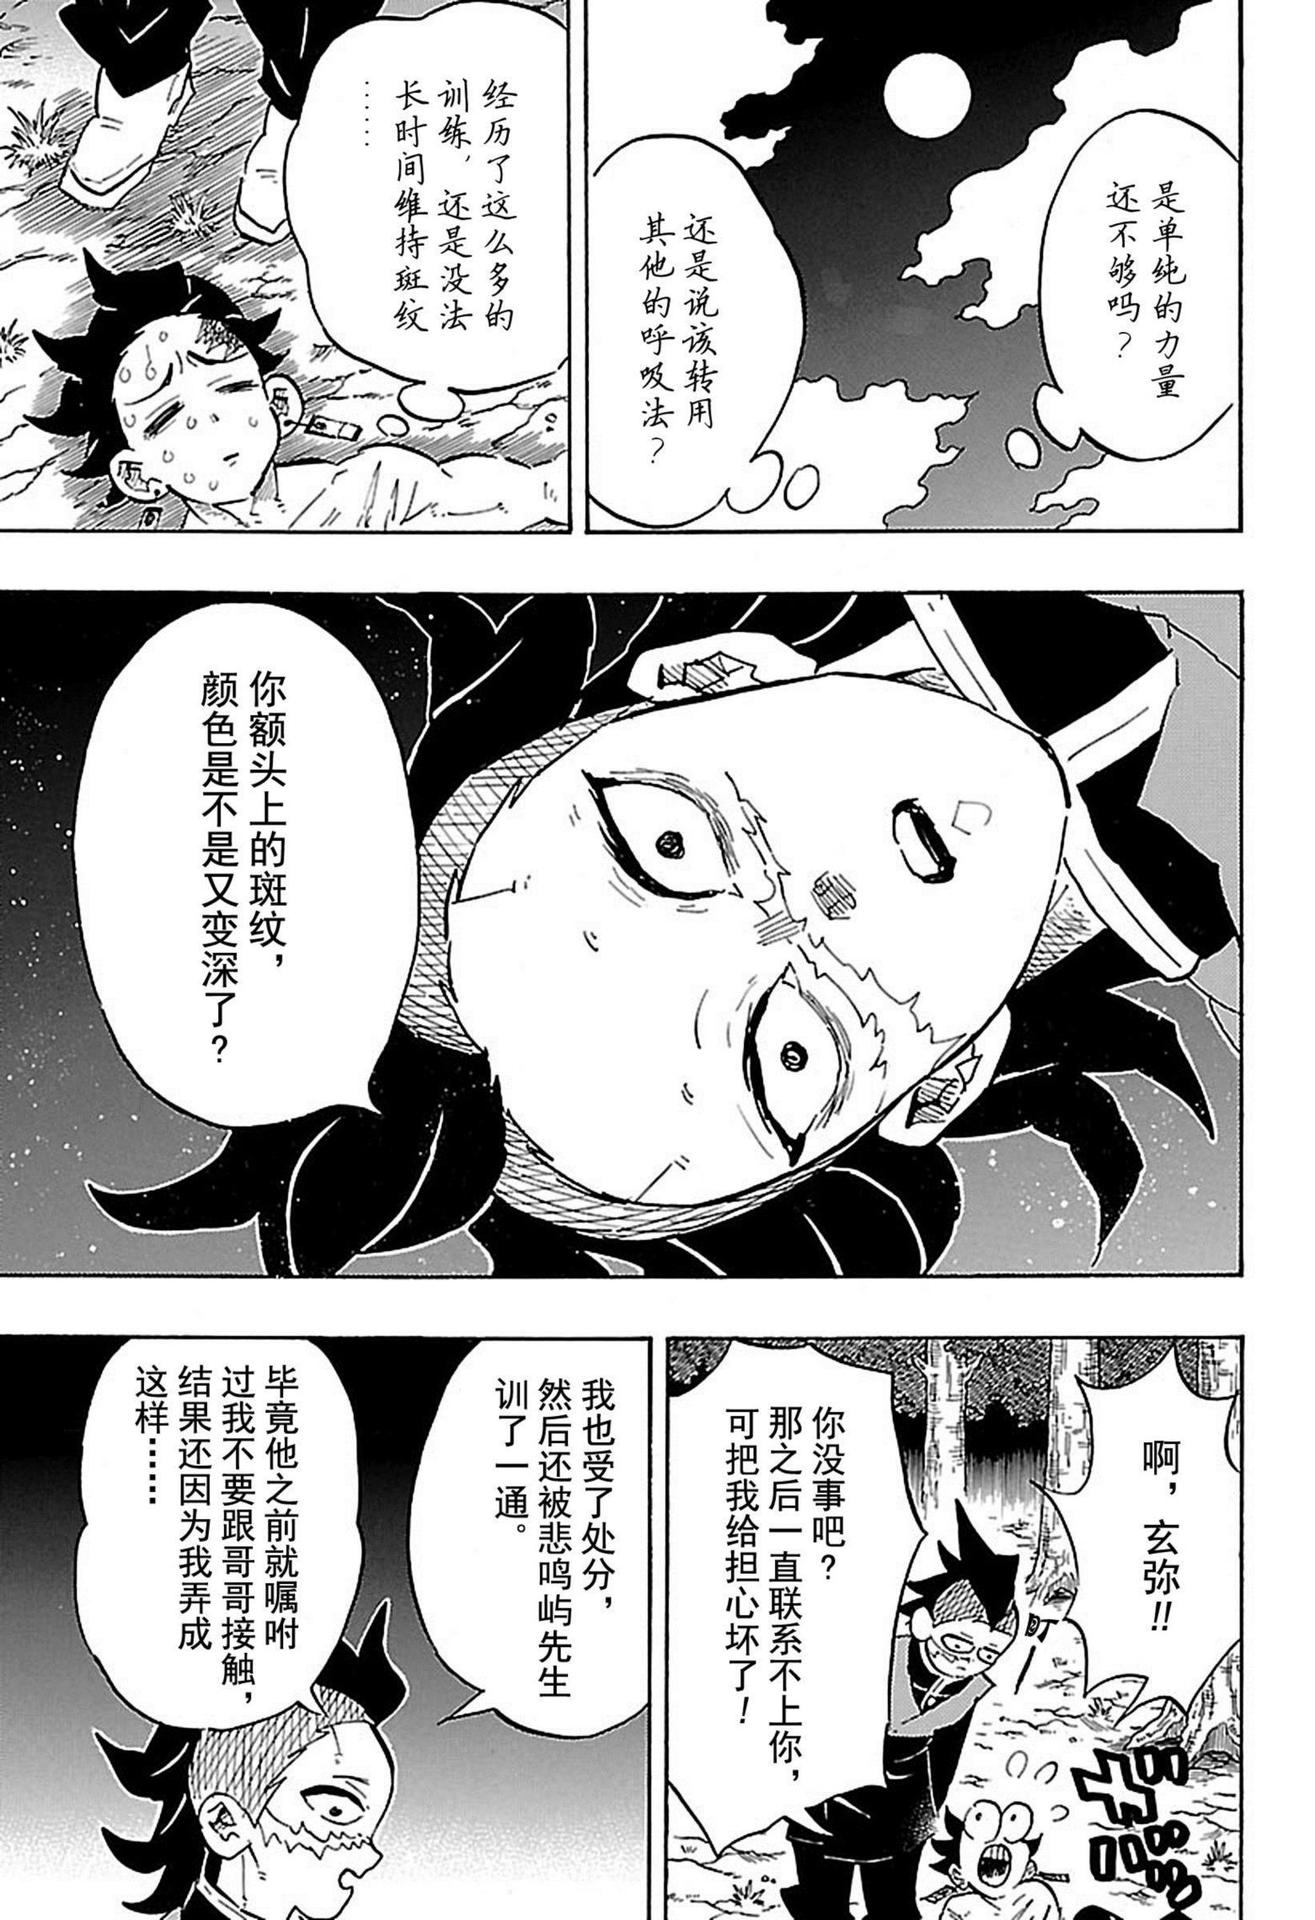 是单纯的力量
还不够吗？
还是说该转用
其他的呼吸法？
经历了这么多的
训练，还是没法
长时间维持斑纹
……
你额头上的斑纹，
颜色是不是又变深了？
啊，玄弥!!
你没事吧？
那之后一直联系不上你，
可把我给担心坏了！
我也受了处分，
然后还被悲鸣屿先生
训了一通。
毕竟他之前就嘱咐
过我不要跟哥哥接触，
结果还因为我弄成
这样……